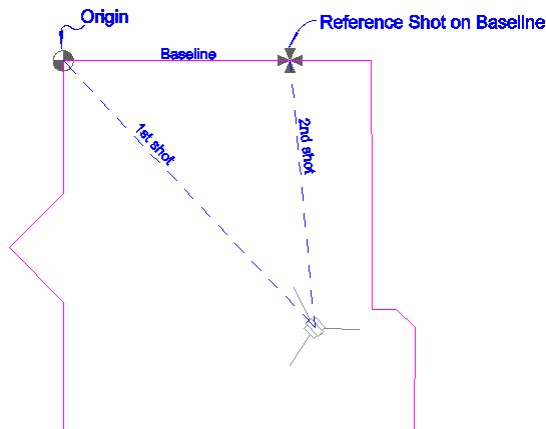 Origin
Reference Shot on Baseline
Baseline
1st shot
2nd shot